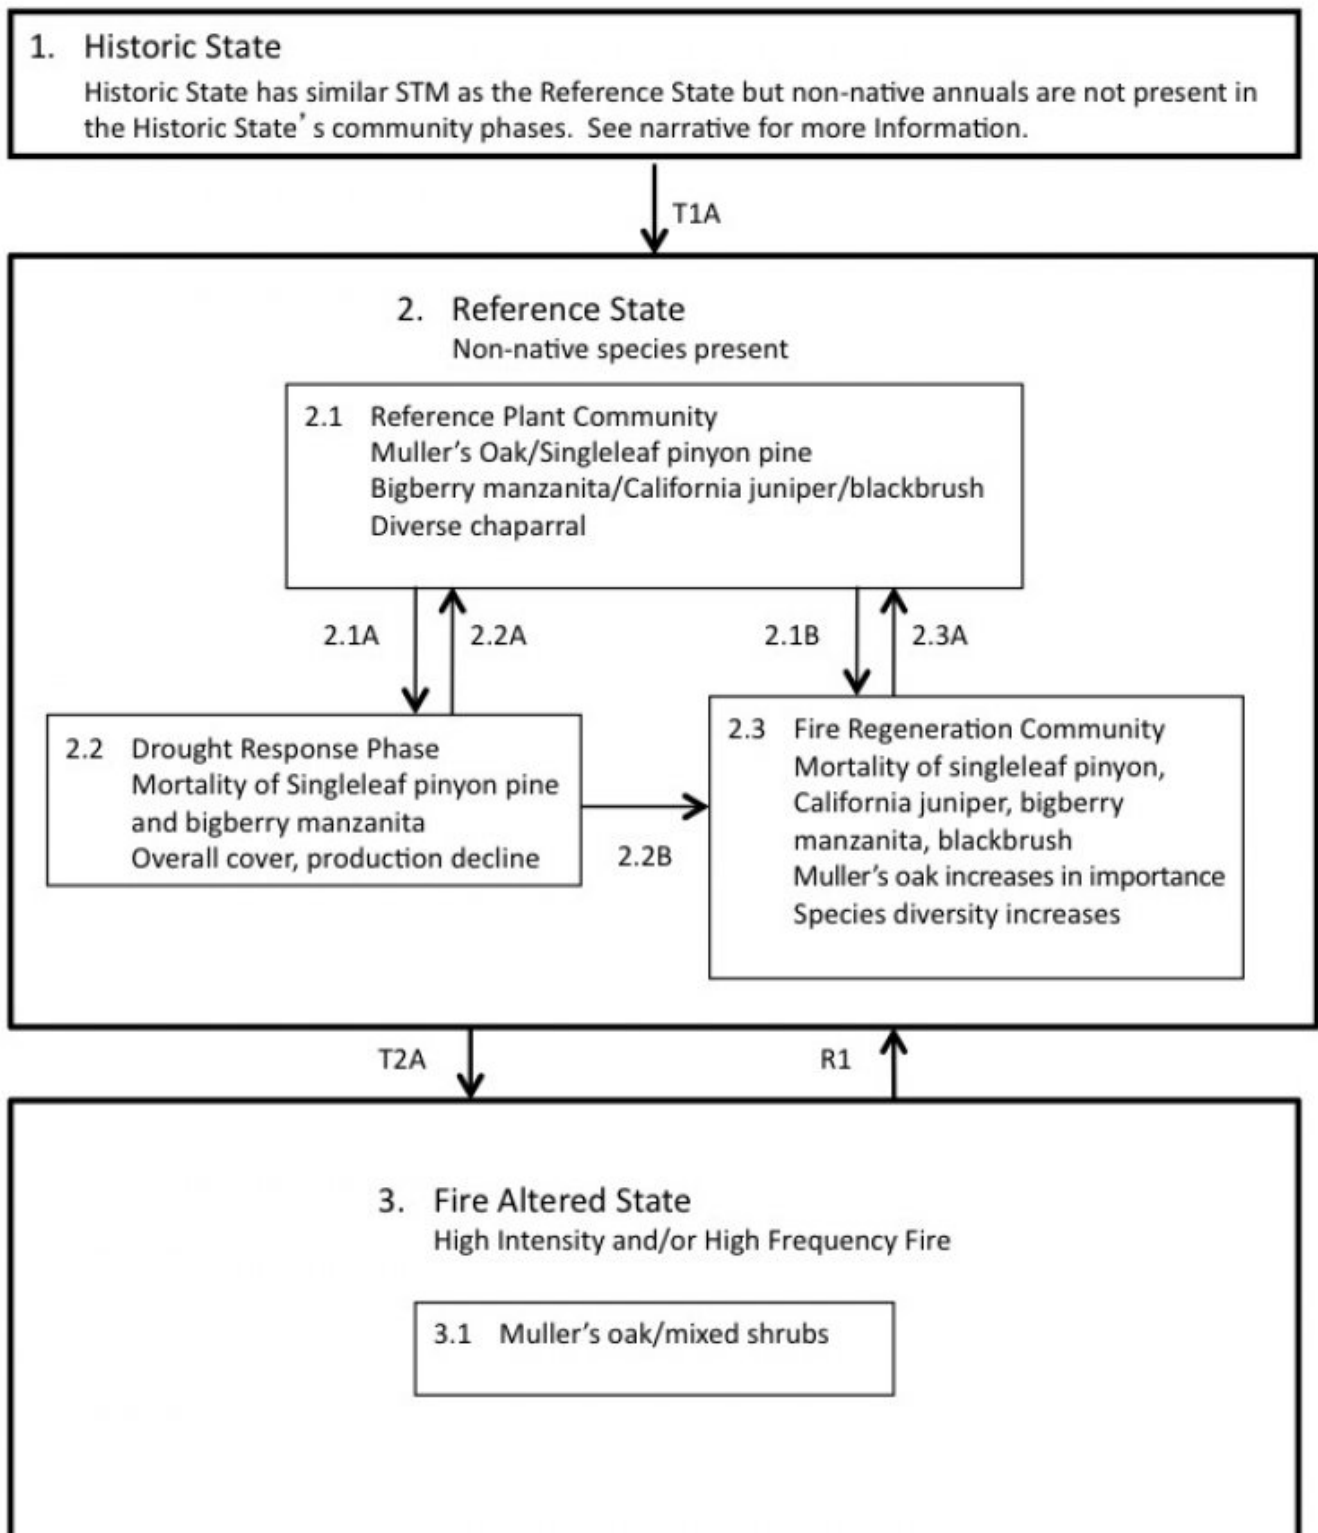 1. Historic State
Historic State has similar STM as the Reference State but non-native annuals are not present in
the Historic State's community phases. See narrative for more Information.
T1A
2. Reference State
Non-native species present
2.1 Reference Plant Community
Muller's Oak/Singleleaf pinyon pine
Bigberry manzanita/California juniper/blackbrush
Diverse chaparral
2.1A
2.2A
2.1B
2.3A
2.2 Drought Response Phase
Mortality of Singleleaf pinyon pine
and bigberry manzanita
Overall cover, production decline
2.2B
2.3 Fire Regeneration Community
Mortality of singleleaf pinyon,
California juniper, bigberry
manzanita, blackbrush
Muller's oak increases in importance
Species diversity increases
T2A
R1
3. Fire Altered State
High Intensity and/or High Frequency Fire
3.1 Muller's oak/mixed shrubs